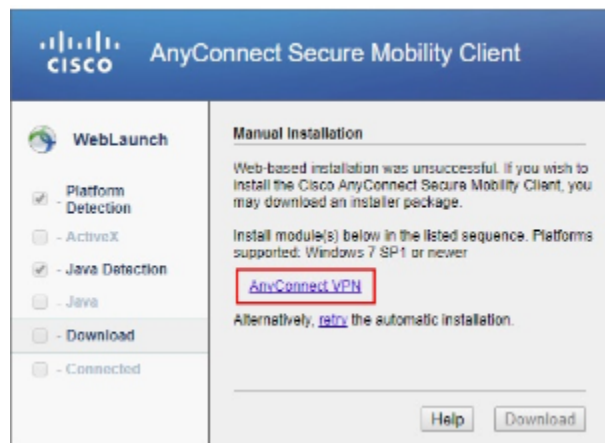 CISCO
AnyConnect Secure Mobility Client
WebLaunch
- Platform
Detection
- ActiveX
- Java Detection
- Java
- Download
- Connected
Manual Installation
Web-based installation was unsuccessful. If you wish to
install the Cisco AnyConnect Secure Mobility Client, you
may download an installer package.
Install module(s) below in the listed sequence. Platforms
supported: Windows 7 SP1 or newer
AnyConnect VPN
Alternatively, retry the automatic installation.
Help
Download